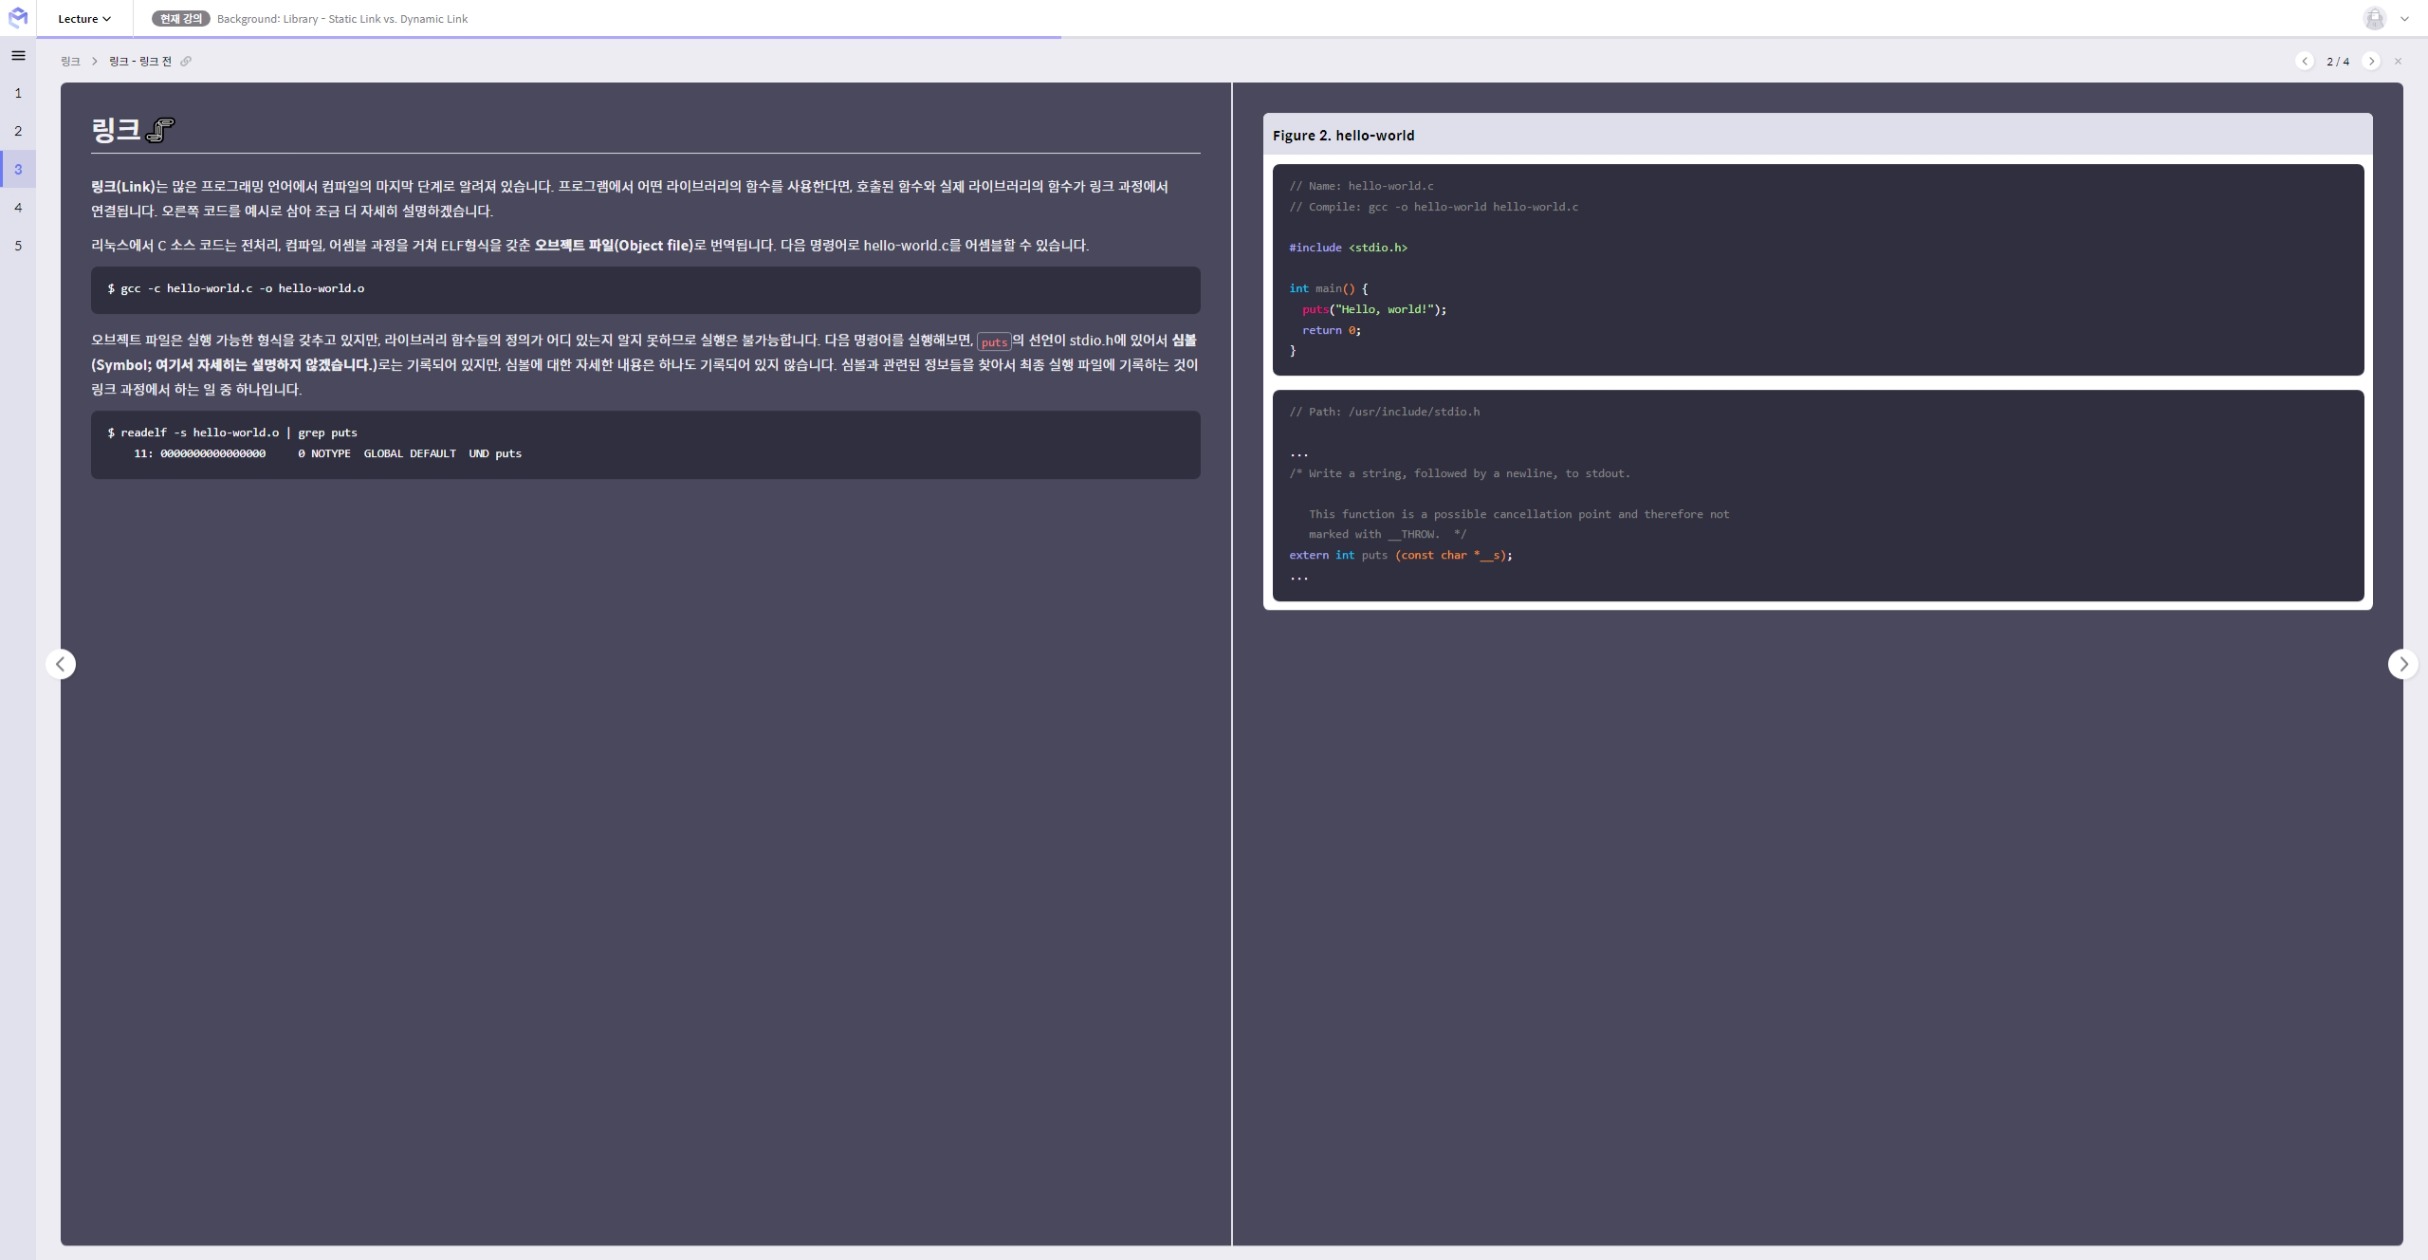 Lecture
현재 강의 Background: Library - Static Link vs. Dynamic Link
링크 > 링크 - 링크 전
2 / 4
1
2
3
4
5
링크
링크(Link)는 많은 프로그래밍 언어에서 컴파일의 마지막 단계로 알려져 있습니다. 프로그램에서 어떤 라이브러리의 함수를 사용한다면, 호출된 함수와 실제 라이브러리의 함수가 링크 과정에서
연결됩니다. 오른쪽 코드를 예시로 삼아 조금 더 자세히 설명하겠습니다.
리눅스에서 C 소스 코드는 전처리, 컴파일, 어셈블 과정을 거쳐 ELF형식을 갖춘 오브젝트 파일(Object file)로 번역됩니다. 다음 명령어로 hello-world.c를 어셈블할 수 있습니다.
$ gcc -c hello-world.c -o hello-world.o
오브젝트 파일은 실행 가능한 형식을 갖추고 있지만, 라이브러리 함수들의 정의가 어디 있는지 알지 못하므로 실행은 불가능합니다. 다음 명령어를 실행해보면, puts의 선언이 stdio.h에 있어서 심볼
(Symbol; 여기서 자세히는 설명하지 않겠습니다.)로는 기록되어 있지만, 심볼에 대한 자세한 내용은 하나도 기록되어 있지 않습니다. 심볼과 관련된 정보들을 찾아서 최종 실행 파일에 기록하는 것이
링크 과정에서 하는 일 중 하나입니다.
$ readelf -s hello-world.o | grep puts
    11: 0000000000000000     0 NOTYPE  GLOBAL DEFAULT  UND puts
Figure 2. hello-world
// Name: hello-world.c
// Compile: gcc -o hello-world hello-world.c
#include <stdio.h>
int main() {
  puts("Hello, world!");
  return 0;
}
// Path: /usr/include/stdio.h
...
/* Write a string, followed by a newline, to stdout.
   This function is a possible cancellation point and therefore not
   marked with __THROW.  */
extern int puts (const char *__s);
...